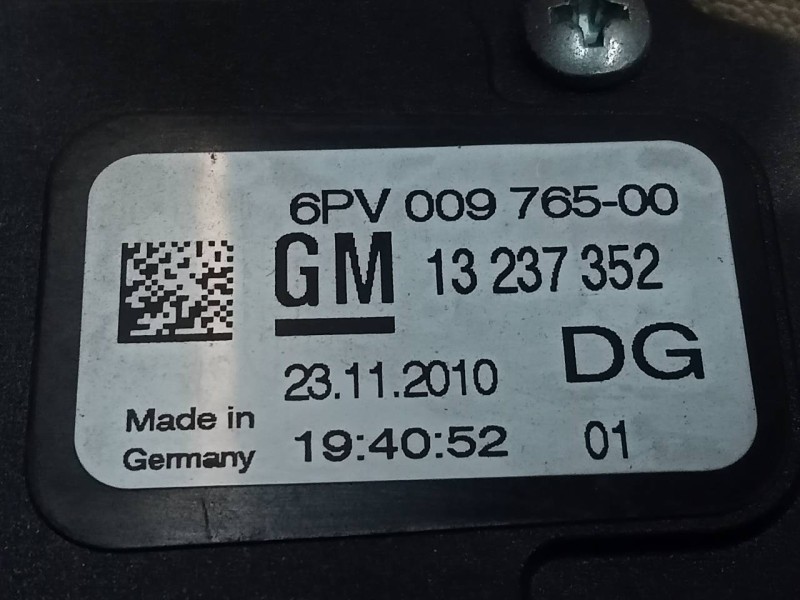 6PV 009 765-00
GM 13 237 352
DG
23.11.2010
Made in
Germany
19:40:52 01